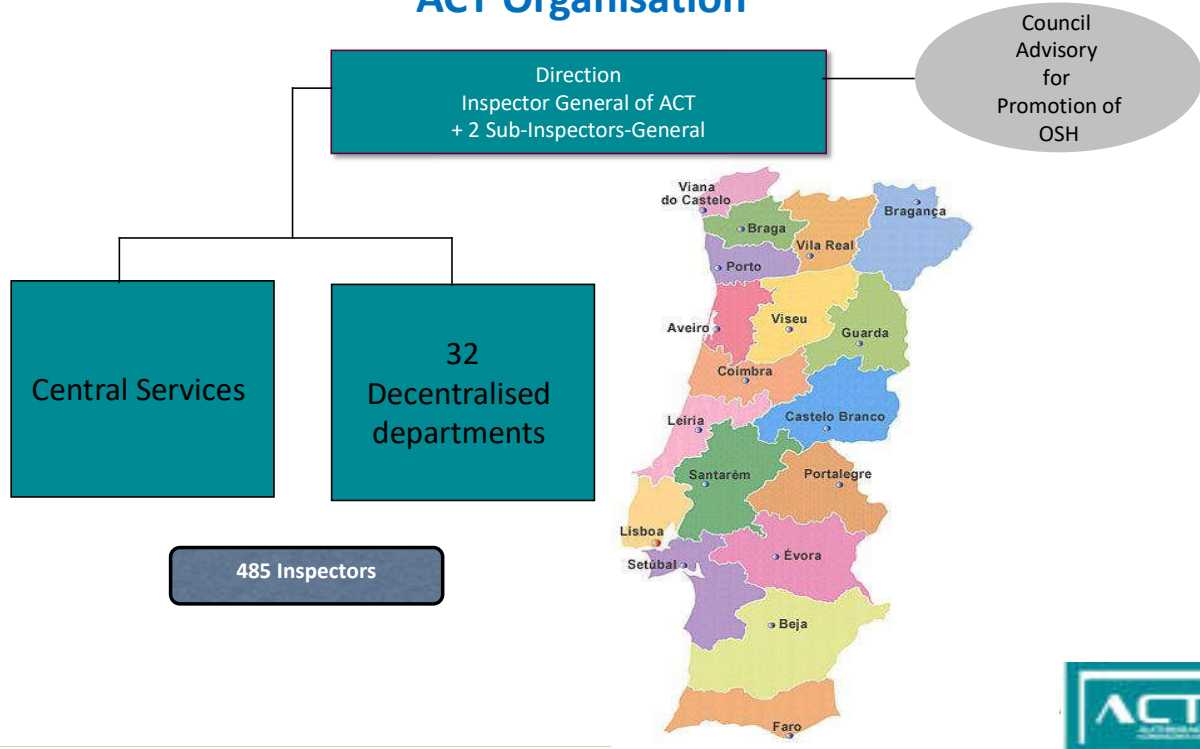 ACT Organisation
Council
Advisory
for
Promotion of
OSH
Direction
Inspector General of ACT
+ 2 Sub-Inspectors-General
Central Services
32
Decentralised
departments
485 Inspectors
Viana
do Castelo
Bragança
Braga
Vila Real
Porto
Aveiro
Viseu
Guarda
Coimbra
Castelo Branco
Leiria
Santarém
Portalegre
Lisboa
Évora
Setúbal
Beja
Faro
ACT